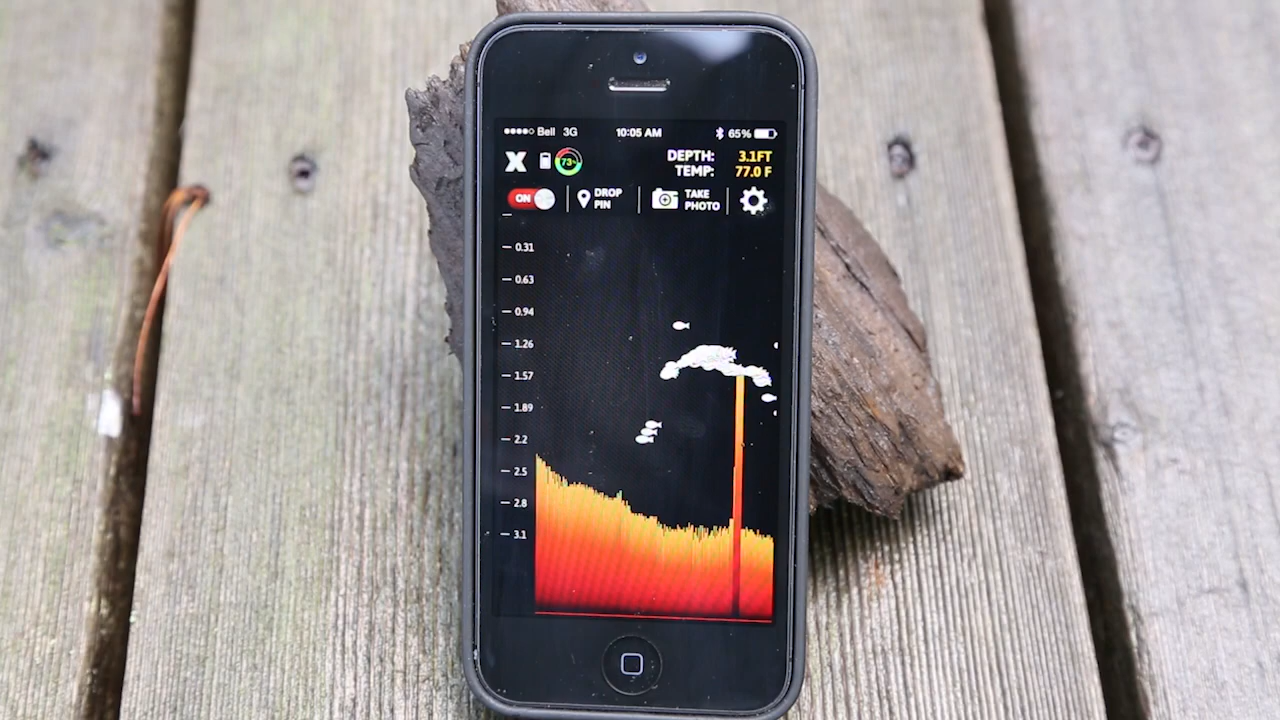 Bell 3G 10:05 AM 65%
X 73% DEPTH: 3.1FT
TEMP: 77.0 F
ON DROP PIN TAKE PHOTO
0.31
0.63
0.94
1.26
1.57
1.89
2.2
2.5
2.8
3.1